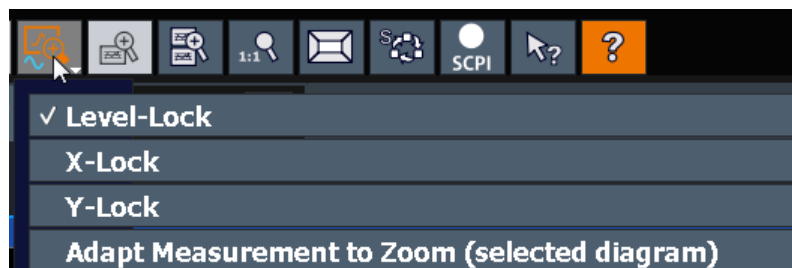 1:1
S
SCPI
?
?
✓ Level-Lock
X-Lock
Y-Lock
Adapt Measurement to Zoom (selected diagram)